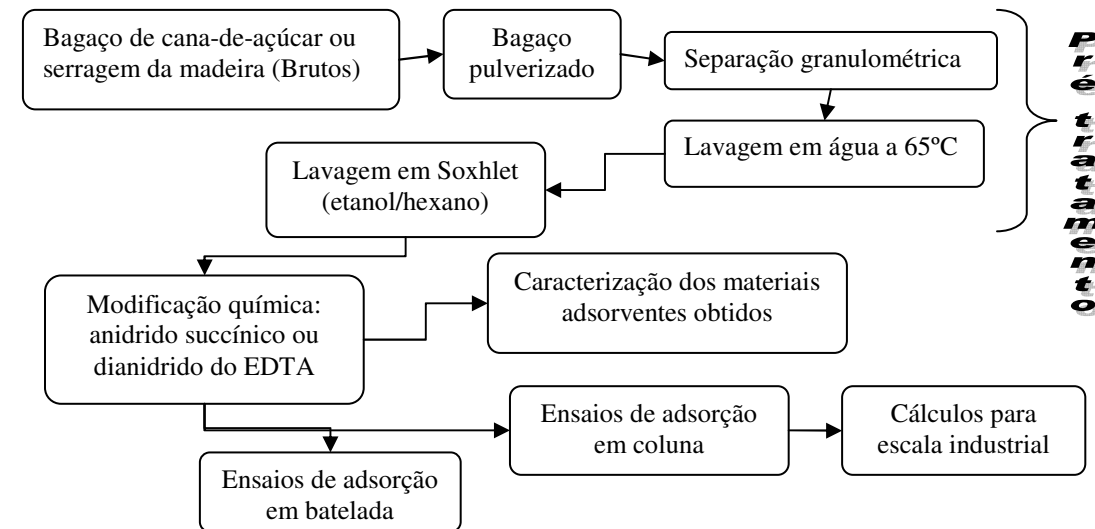 Bagaço de cana-de-açúcar ou
serragem da madeira (Brutos)
Bagaço
pulverizado
Separação granulométrica
Lavagem em água a 65ºC
Lavagem em Soxhlet
(etanol/hexano)
Pré tratamento
Modificação química:
anidrido succínico ou
dianidrido do EDTA
Caracterização dos materiais
adsorventes obtidos
Ensaios de adsorção
em coluna
Cálculos para
escala industrial
Ensaios de adsorção
em batelada